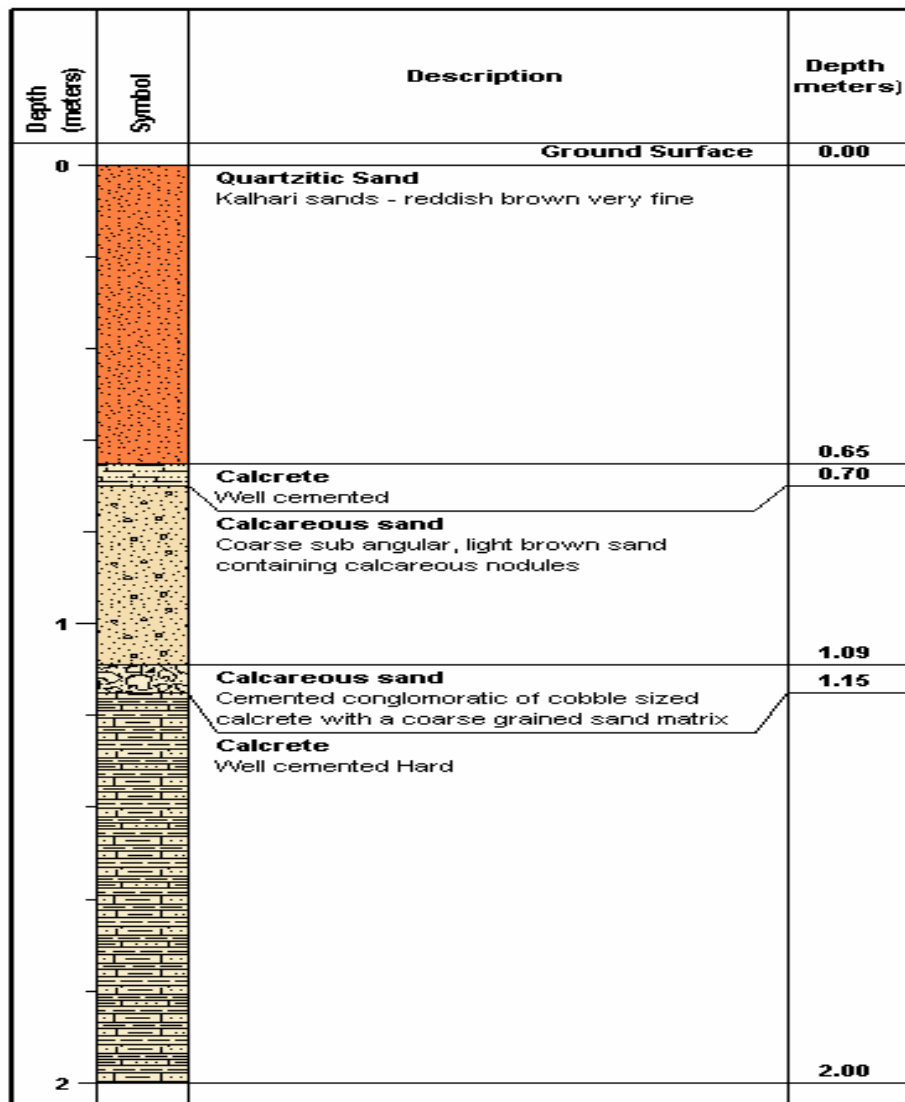 Depth
(meters)
Symbol
Description
Depth
meters)
Ground Surface
0.00
0
Quartzitic Sand
Kalhari sands - reddish brown very fine
0.65
Calcrete
0.70
Well cemented
Calcareous sand
Coarse sub angular, light brown sand
containing calcareous nodules
1
1.09
Calcareous sand
1.15
Cemented conglomoratic of cobble sized
calcrete with a coarse grained sand matrix
Calcrete
Well cemented Hard
2.00
2